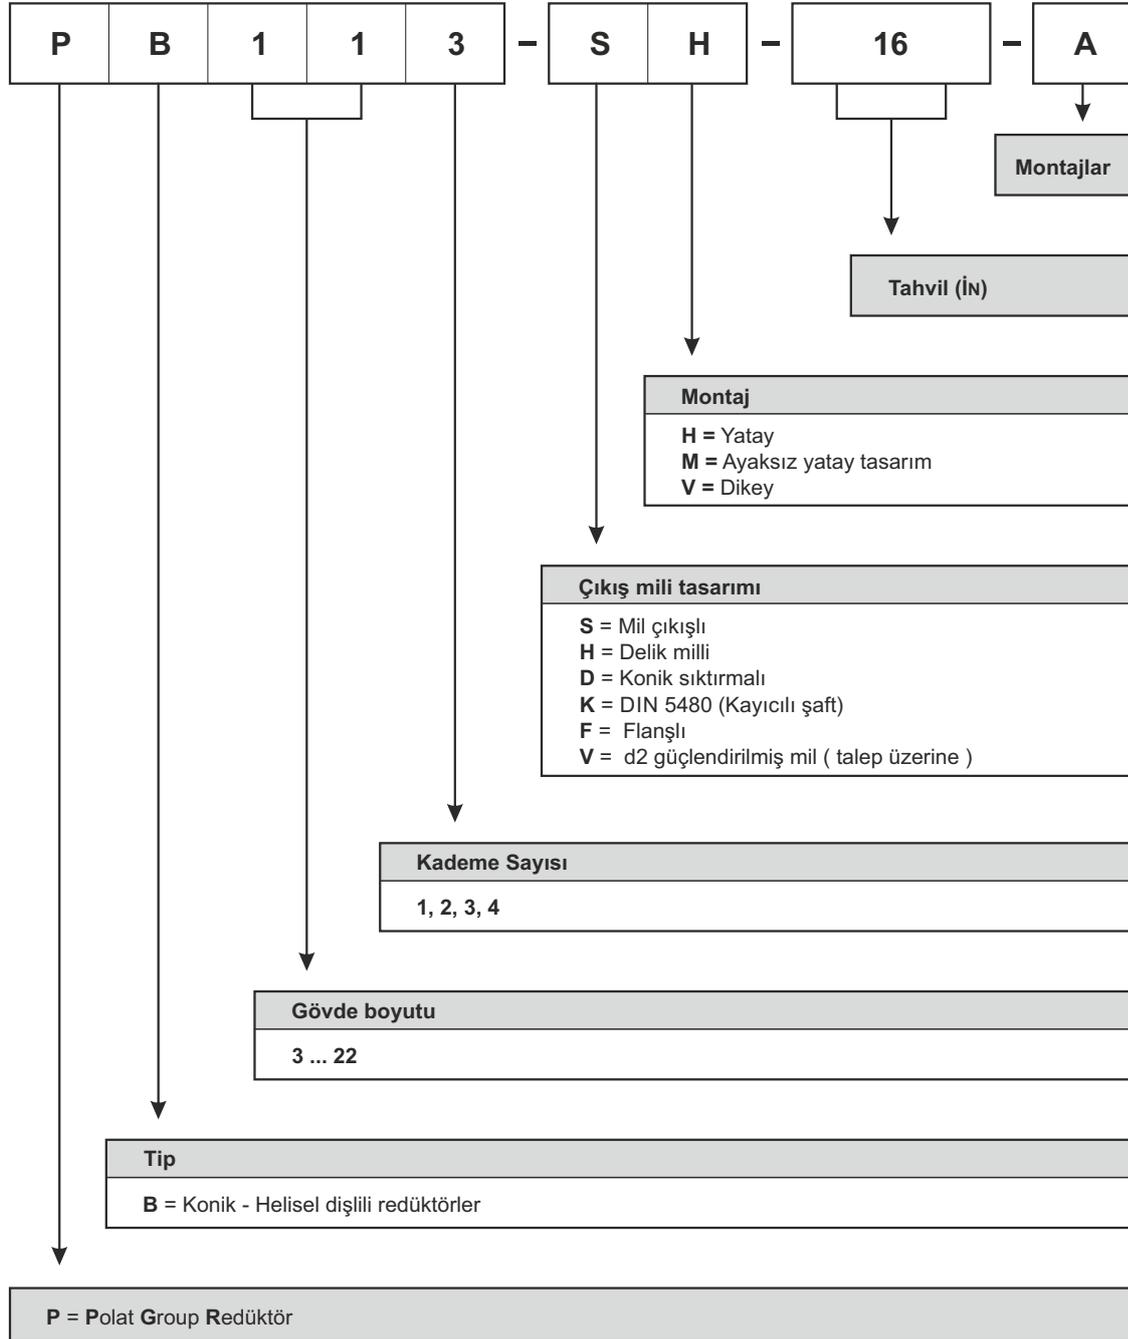 P B 1 1 3 – S H – 16 – A
Montajlar
Tahvil (İN)
Montaj
H = Yatay
M = Ayaksız yatay tasarım
V = Dikey
Çıkış mili tasarımı
S = Mil çıkışlı
H = Delik milli
D = Konik sıktırmalı
K = DIN 5480 (Kayıcılı şaft)
F = Flanşlı
V = d2 güçlendirilmiş mil ( talep üzerine )
Kademe Sayısı
1, 2, 3, 4
Gövde boyutu
3 ... 22
Tip
B = Konik - Helisel dişlili redüktörler
P = Polat Group Redüktör